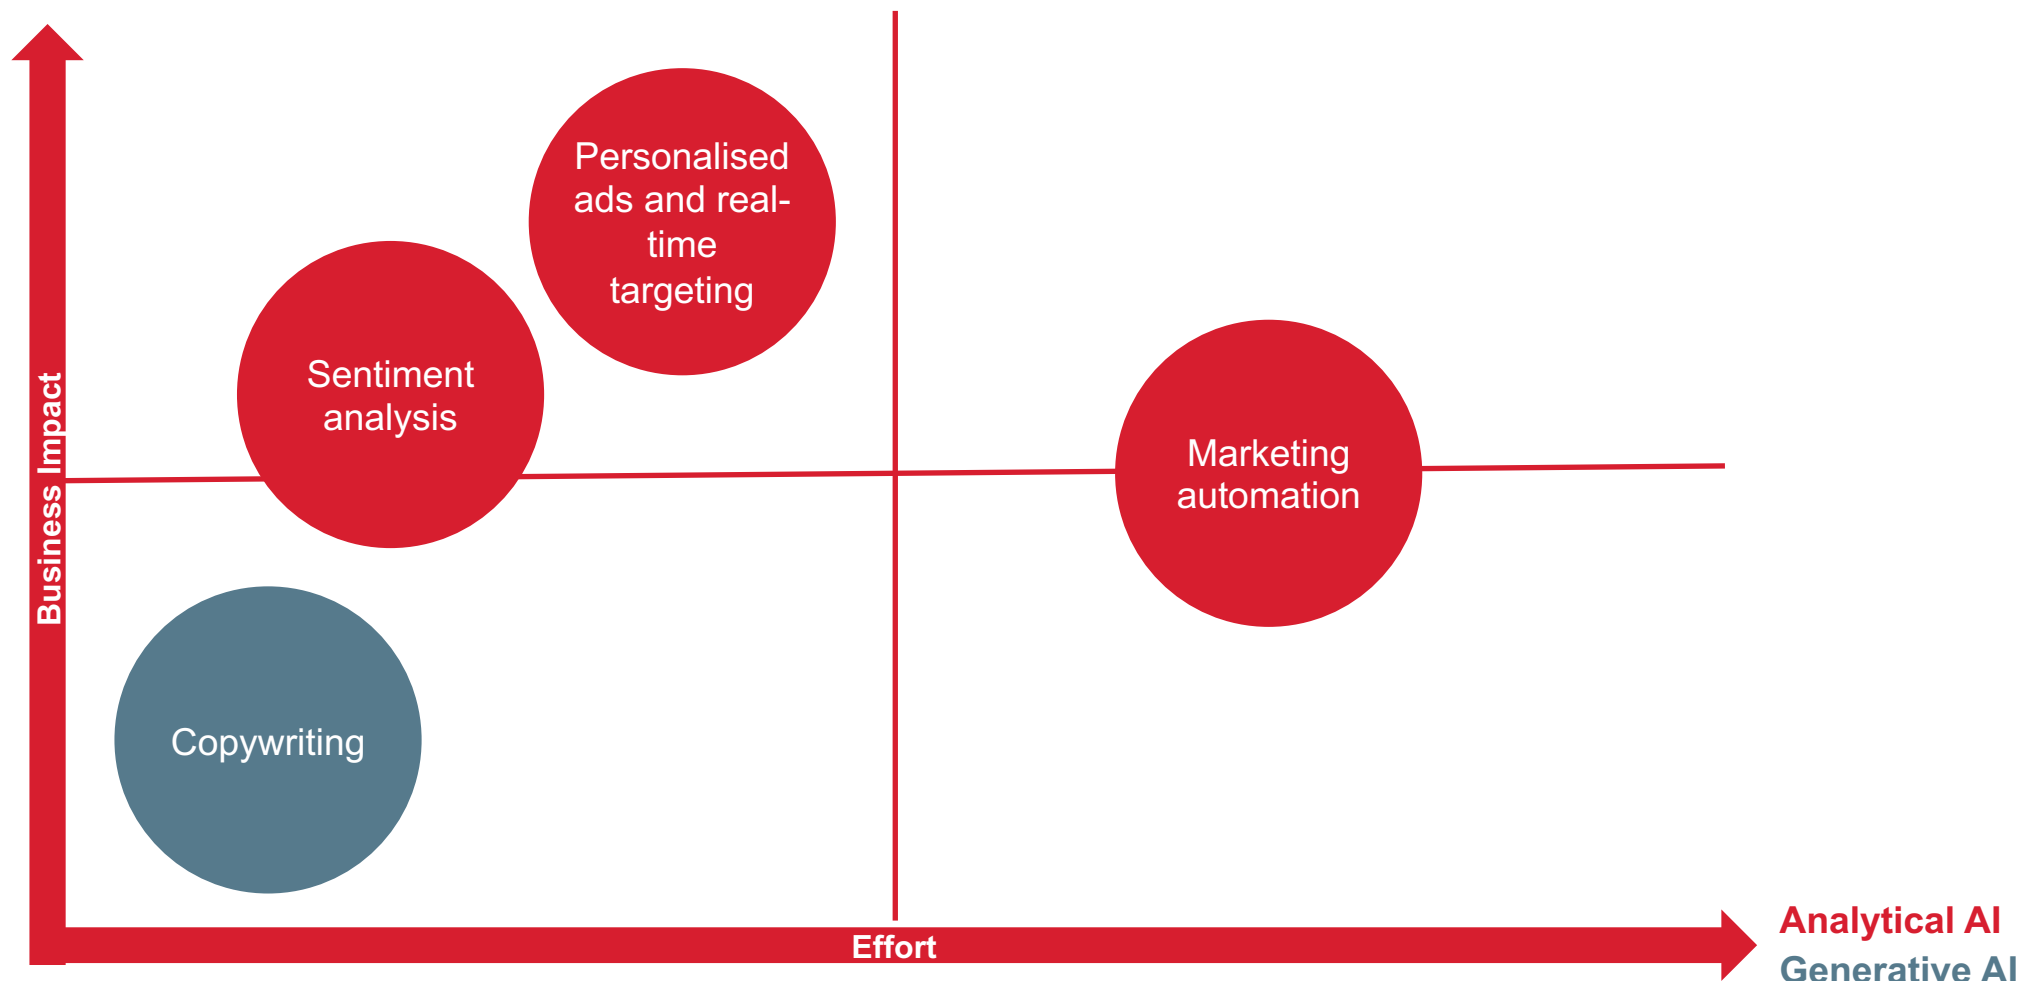 Personalised
ads and real-
time
targeting
Sentiment
analysis
Marketing
automation
Copywriting
Business Impact
Effort
Analytical AI
Generative AI